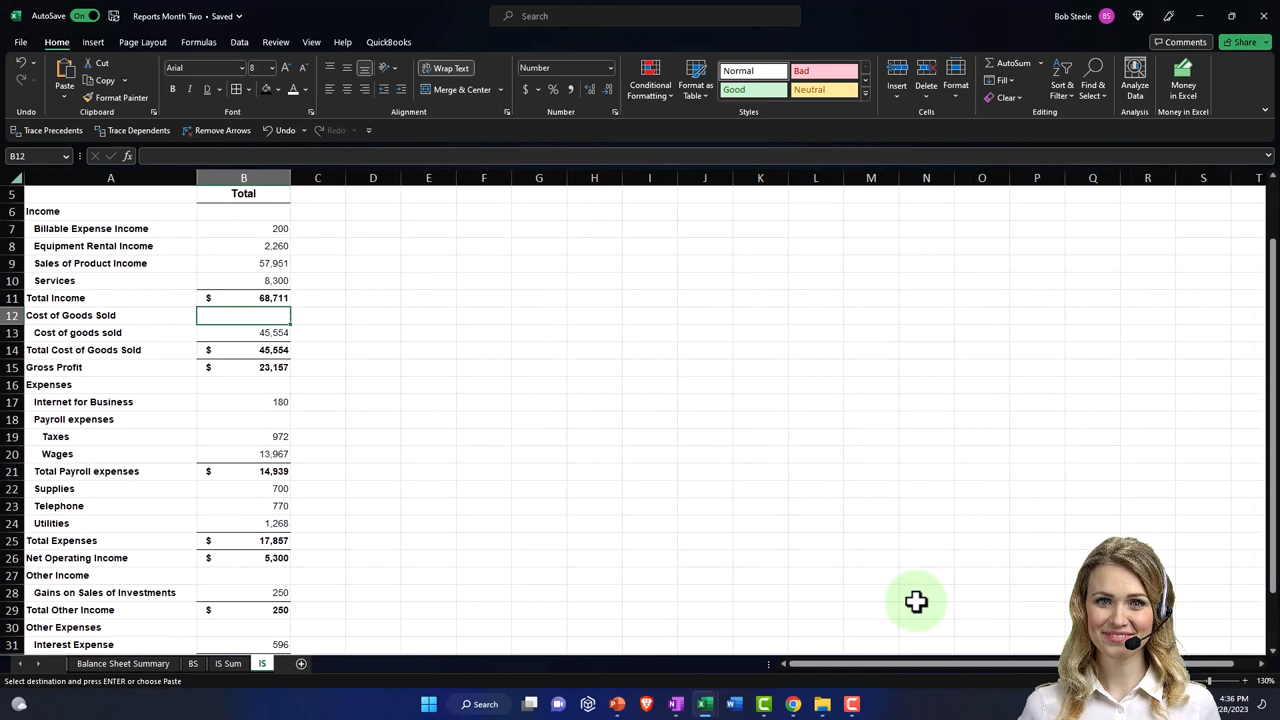 AutoSave On Reports Month Two • Saved Search Bob Steele BS
File Home Insert Page Layout Formulas Data Review View Help QuickBooks Comments Share
Paste Cut Copy Format Painter Arial 8 Wrap Text Merge & Center Number Conditional Formatting Format as Table Normal Bad Good Neutral Insert Delete Format AutoSum Fill Clear Sort & Filter Find & Select Analyze Data Money in Excel
Undo Clipboard Font Alignment Number Styles Cells Editing Analysis Money in Excel
Trace Precedents Trace Dependents Remove Arrows Undo Redo
B12 fx
A B C D E F G H I J K L M N O P Q R S T
5 Total
6 Income
7 Billable Expense Income 200
8 Equipment Rental Income 2,260
9 Sales of Product Income 57,951
10 Services 8,300
11 Total Income $ 68,711
12 Cost of Goods Sold
13 Cost of goods sold 45,554
14 Total Cost of Goods Sold $ 45,554
15 Gross Profit $ 23,157
16 Expenses
17 Internet for Business 180
18 Payroll expenses
19 Taxes 972
20 Wages 13,967
21 Total Payroll expenses $ 14,939
22 Supplies 700
23 Telephone 770
24 Utilities 1,268
25 Total Expenses $ 17,857
26 Net Operating Income $ 5,300
27 Other Income
28 Gains on Sales of Investments 250
29 Total Other Income $ 250
30 Other Expenses
31 Interest Expense 596
Balance Sheet Summary BS IS Sum IS
Select destination and press ENTER or choose Paste 130%
Search 4:36 PM
/28/2023